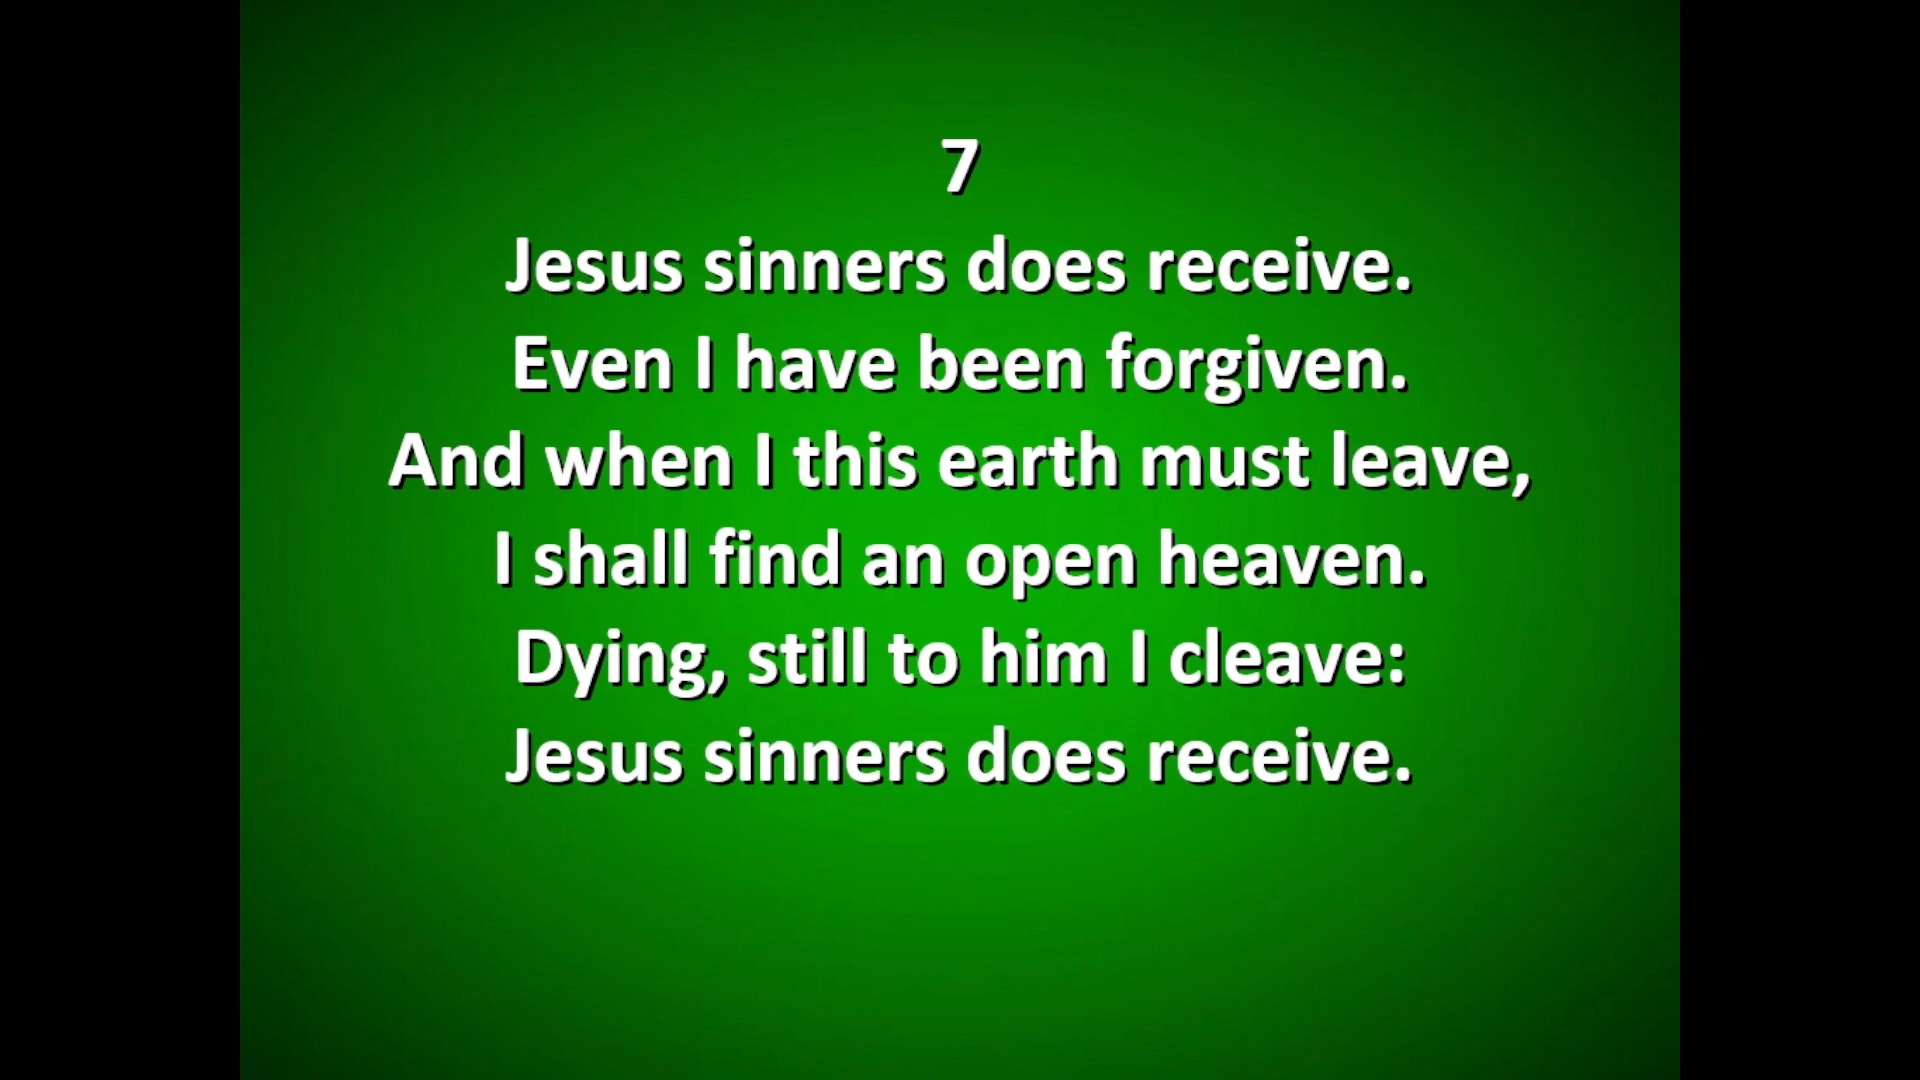 7
Jesus sinners does receive.
Even I have been forgiven.
And when I this earth must leave,
I shall find an open heaven.
Dying, still to him I cleave:
Jesus sinners does receive.